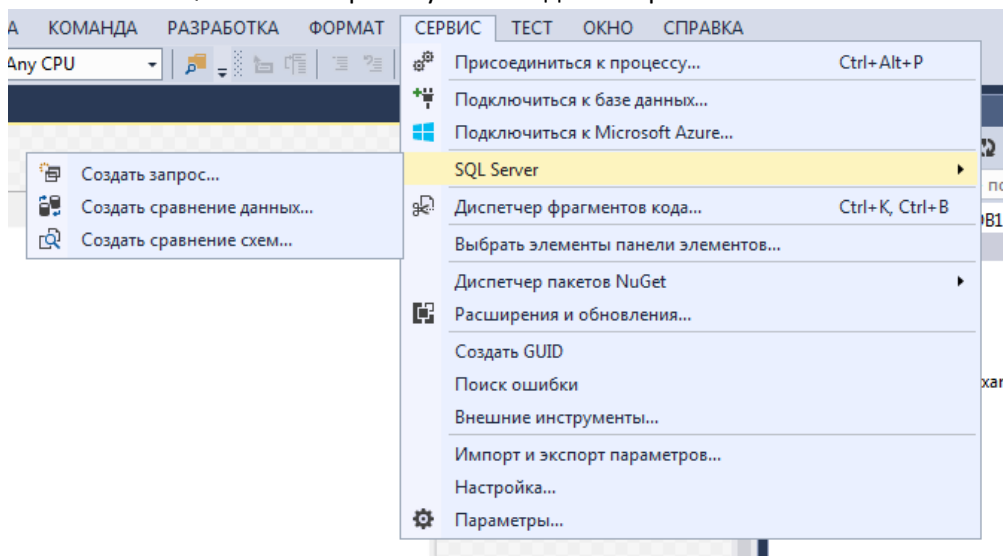 А КОМАНДА РАЗРАБОТКА ФОРМАТ СЕРВИС ТЕСТ ОКНО СПРАВКА
Any CPU
Присоединиться к процессу... Ctrl+Alt+P
Подключиться к базе данных...
Подключиться к Microsoft Azure...
SQL Server
Создать запрос...
Создать сравнение данных...
Создать сравнение схем...
Диспетчер фрагментов кода... Ctrl+K, Ctrl+B
Выбрать элементы панели элементов...
Диспетчер пакетов NuGet
Расширения и обновления...
Создать GUID
Поиск ошибки
Внешние инструменты...
Импорт и экспорт параметров...
Настройка...
Параметры...